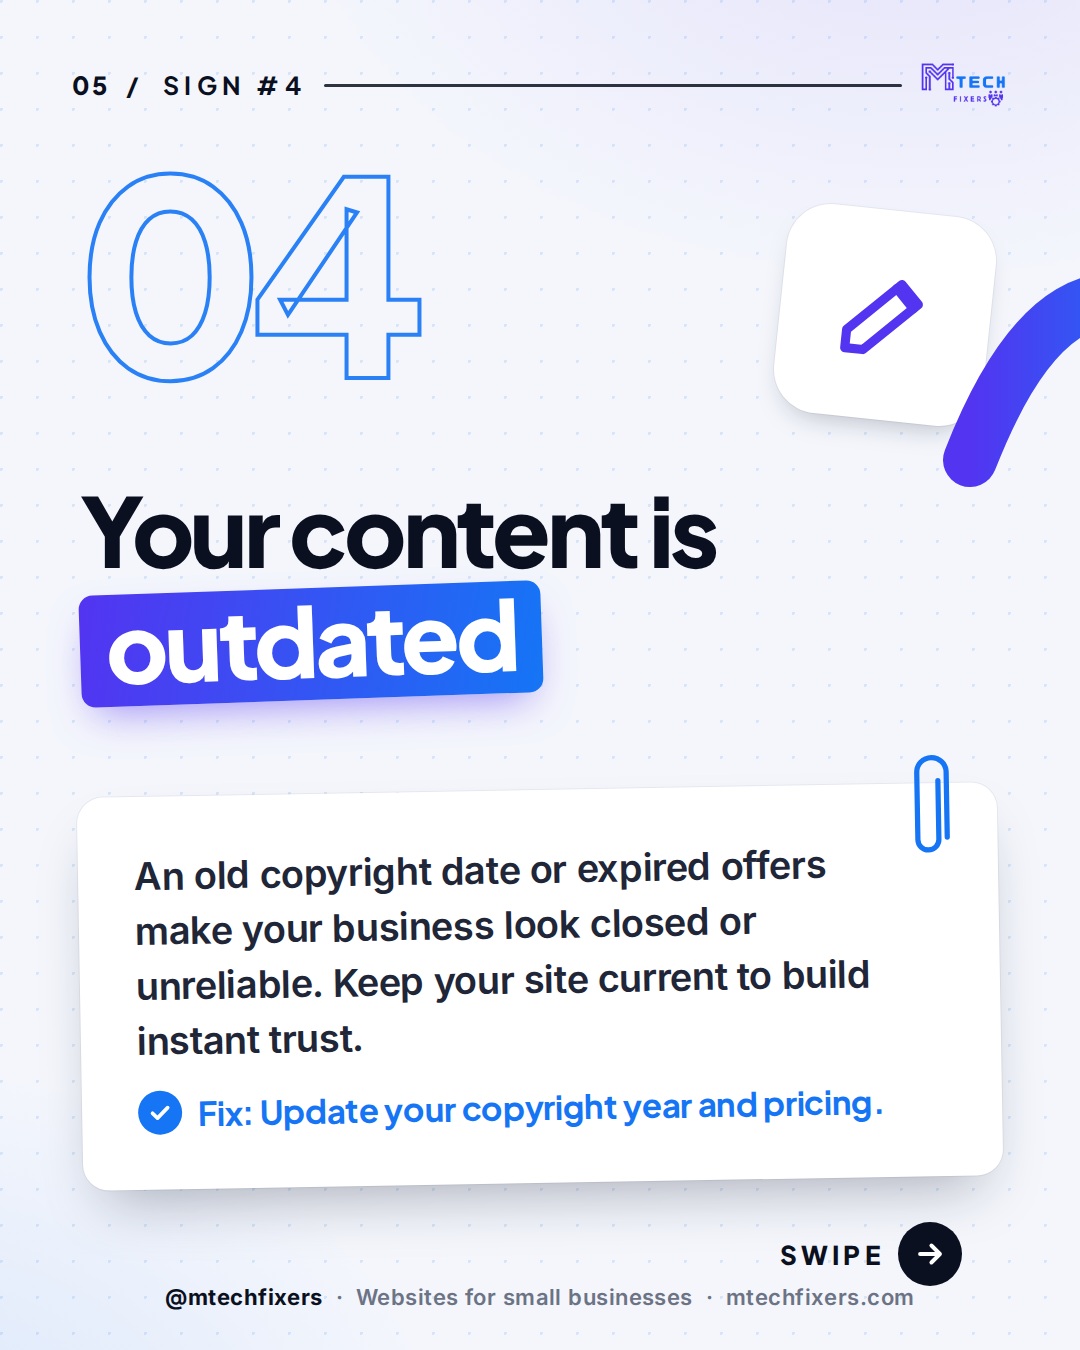 05 / SIGN #4
MTECH
FIXERS
04
Your content is
outdated
An old copyright date or expired offers
make your business look closed or
unreliable. Keep your site current to build
instant trust.
Fix: Update your copyright year and pricing.
SWIPE
@mtechfixers · Websites for small businesses · mtechfixers.com